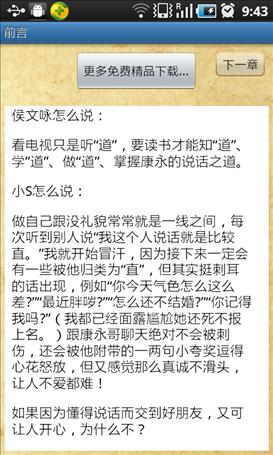 9:43
前言
更多免费精品下载...
下一章
侯文咏怎么说：
看电视只是听“道”，要读书才能知“道”、
学“道”、做“道”、掌握康永的说话之道。
小S怎么说：
做自己跟没礼貌常常就是一线之间，每
次听到别人说“我这个人说话就是比较
直。”我就开始冒汗，因为接下来一定会
有一些被他归类为“直”，但其实挺刺耳
的话出现，例如“你今天气色怎么这么
差?”“最近胖哕?”“怎么还不结婚?”“你记得
我吗?”（我都已经面露尴尬她还死不报
上名。）跟康永哥聊天绝对不会被刺
伤，还会被他附带的一两句小夸奖逗得
心花怒放，但又感觉那么真诚不滑头，
让人不爱都难！
如果因为懂得说话而交到好朋友，又可
让人开心，为什么不？